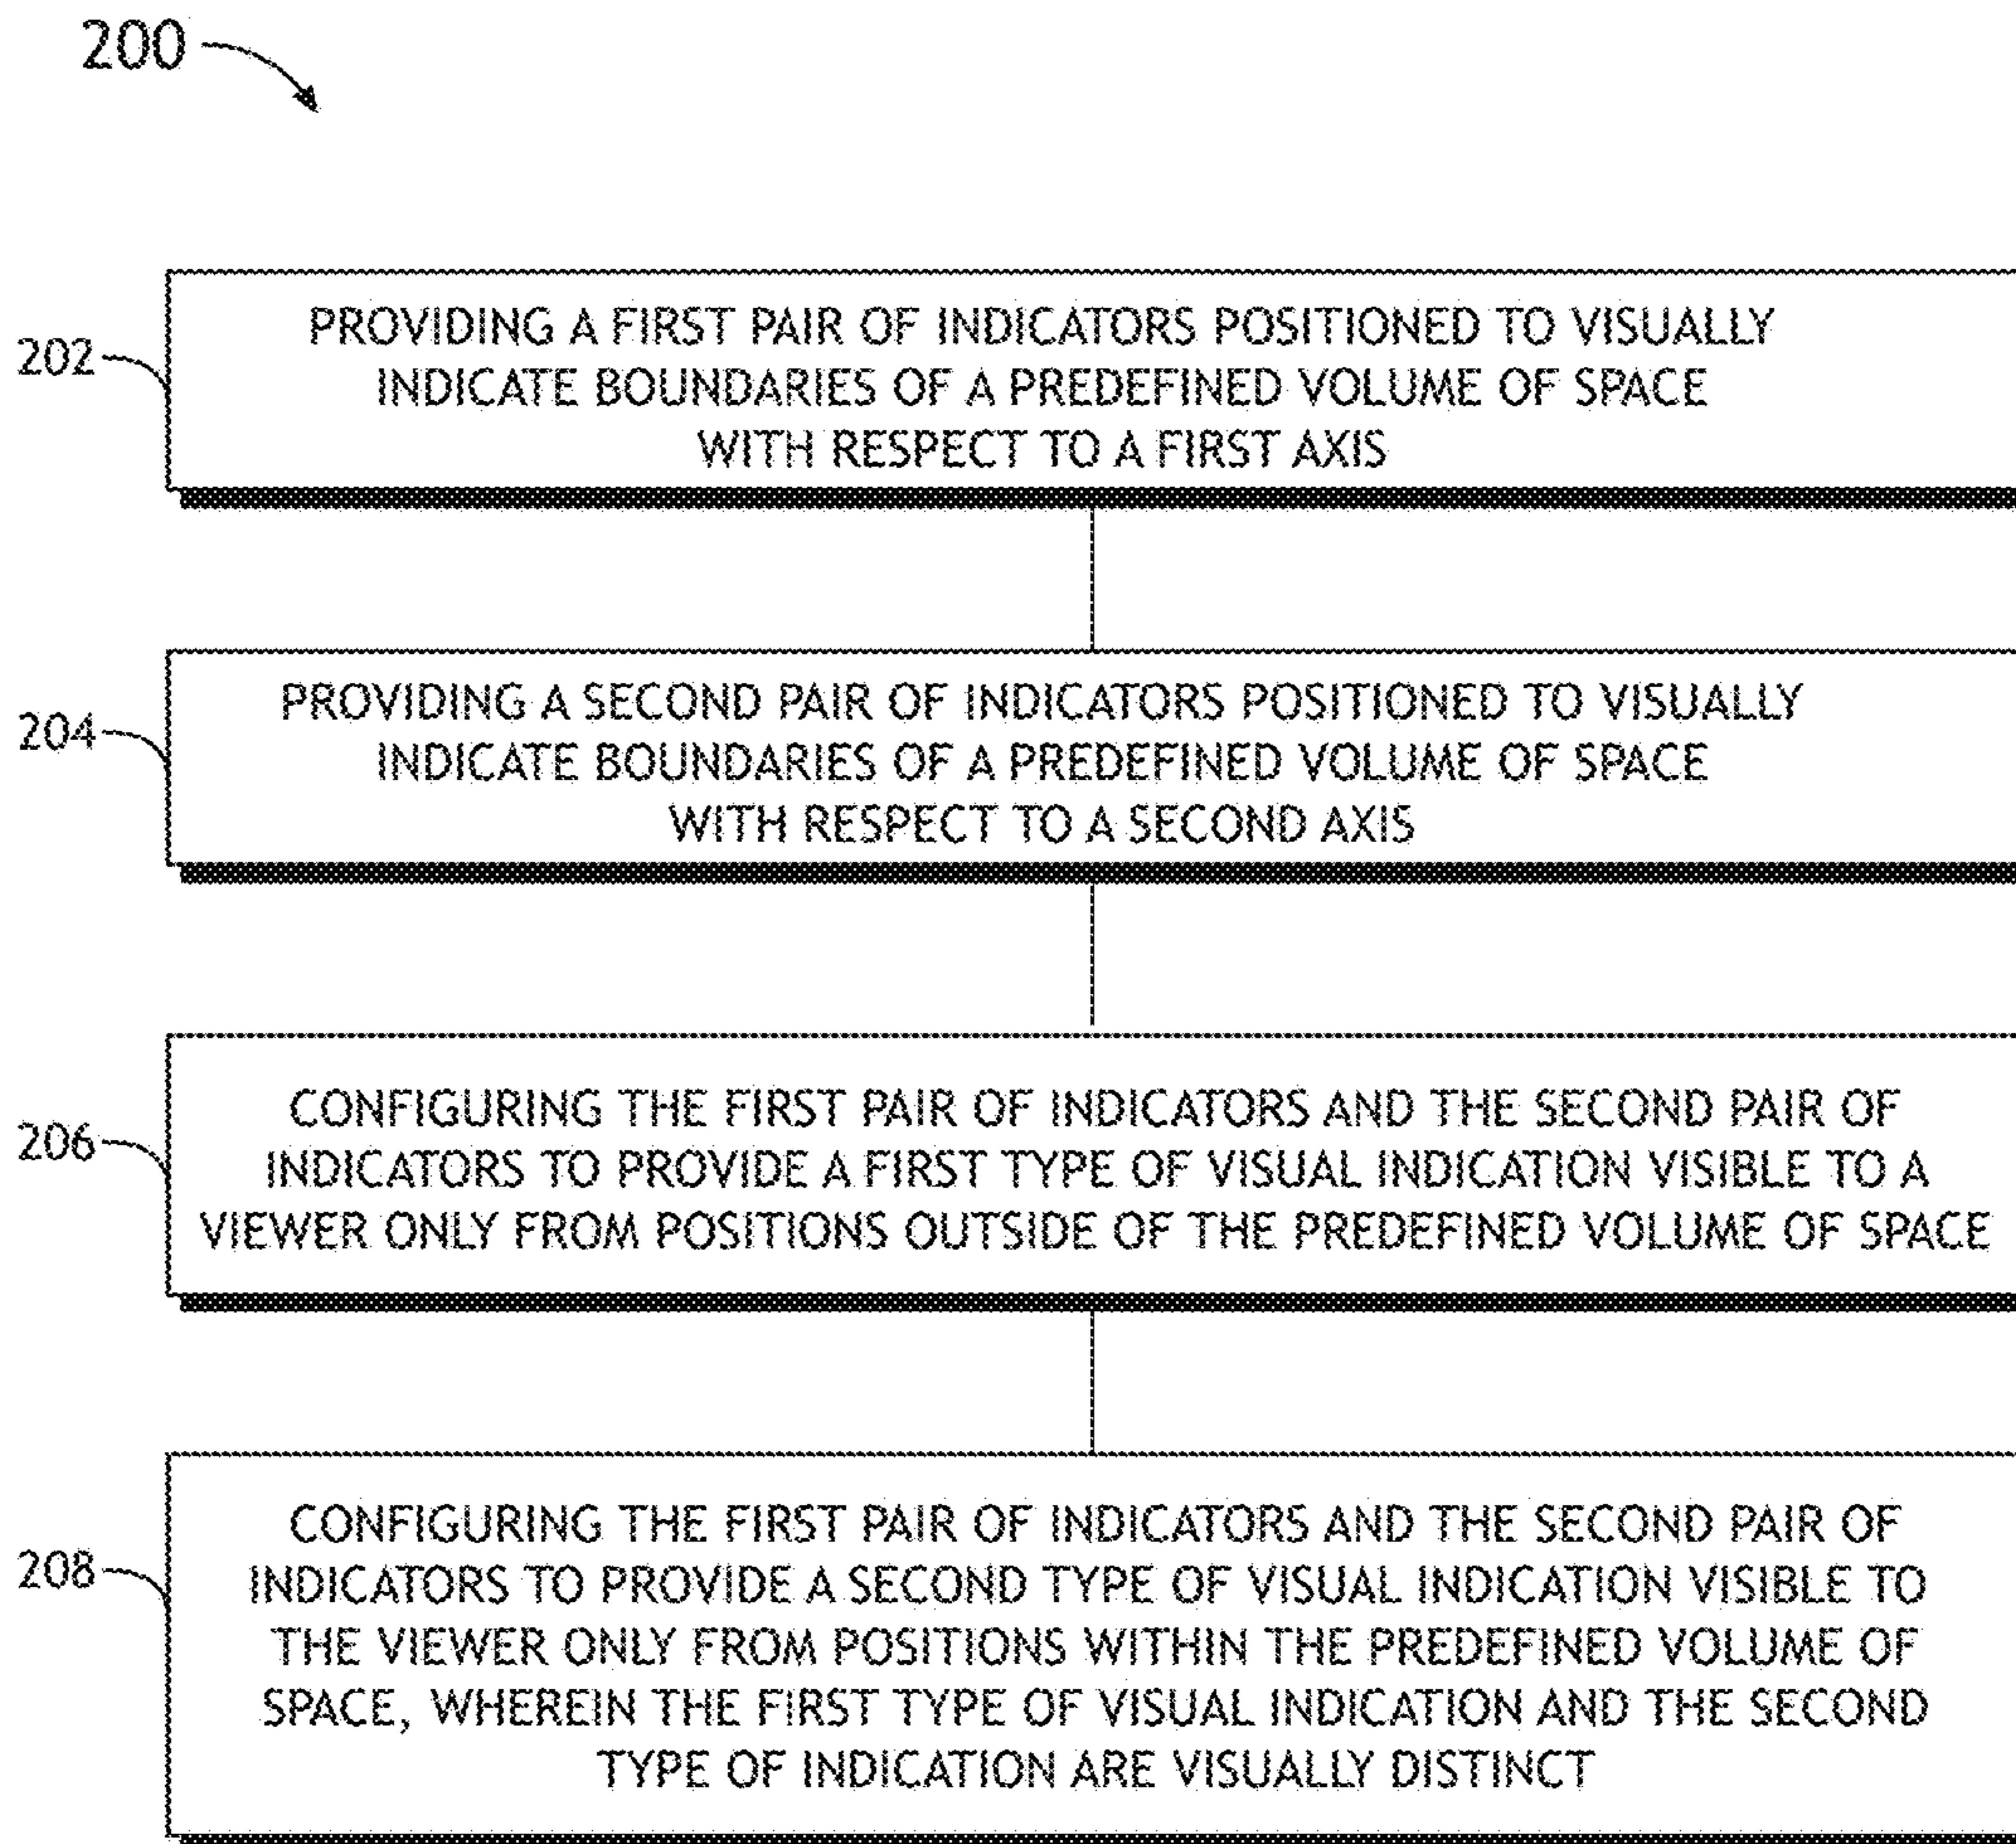 200
202
PROVIDING A FIRST PAIR OF INDICATORS POSITIONED TO VISUALLY
INDICATE BOUNDARIES OF A PREDEFINED VOLUME OF SPACE
WITH RESPECT TO A FIRST AXIS
204
PROVIDING A SECOND PAIR OF INDICATORS POSITIONED TO VISUALLY
INDICATE BOUNDARIES OF A PREDEFINED VOLUME OF SPACE
WITH RESPECT TO A SECOND AXIS
206
CONFIGURING THE FIRST PAIR OF INDICATORS AND THE SECOND PAIR OF
INDICATORS TO PROVIDE A FIRST TYPE OF VISUAL INDICATION VISIBLE TO A
VIEWER ONLY FROM POSITIONS OUTSIDE OF THE PREDEFINED VOLUME OF SPACE
208
CONFIGURING THE FIRST PAIR OF INDICATORS AND THE SECOND PAIR OF
INDICATORS TO PROVIDE A SECOND TYPE OF VISUAL INDICATION VISIBLE TO
THE VIEWER ONLY FROM POSITIONS WITHIN THE PREDEFINED VOLUME OF
SPACE, WHEREIN THE FIRST TYPE OF VISUAL INDICATION AND THE SECOND
TYPE OF INDICATION ARE VISUALLY DISTINCT